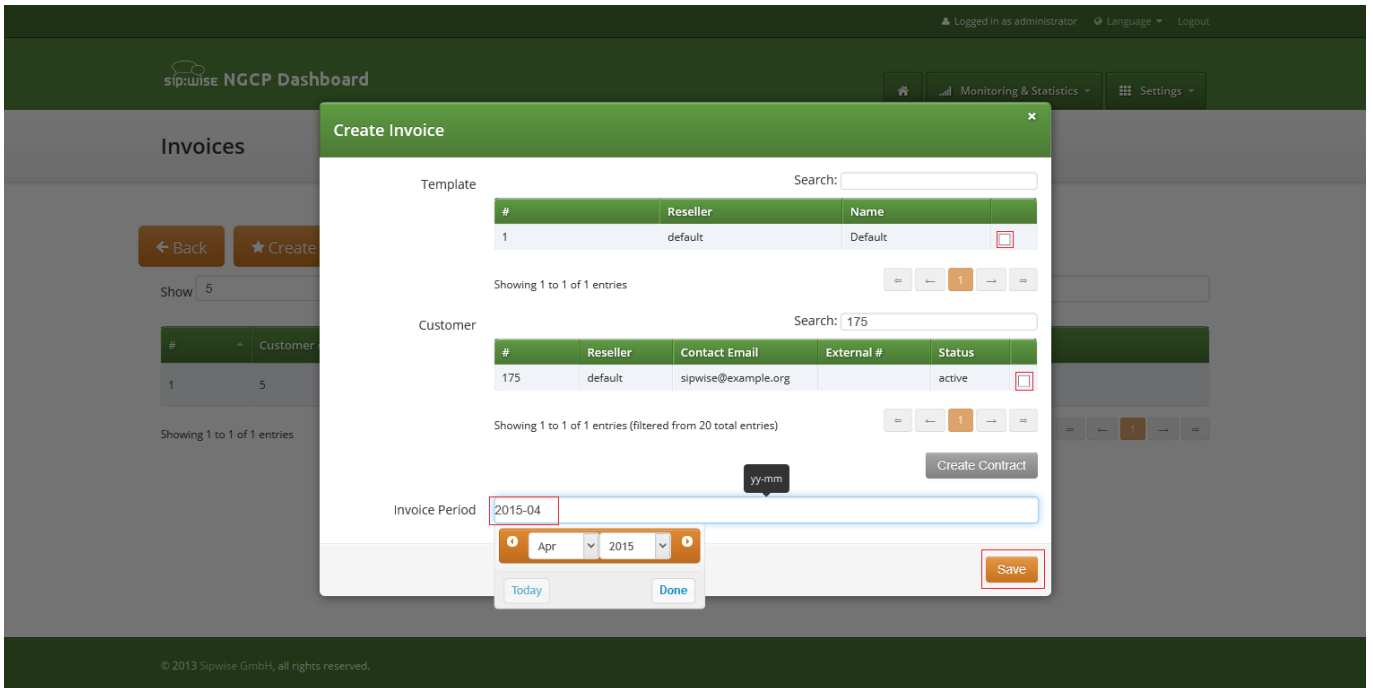 Logged in as administrator Language Logout
sip:wise NGCP Dashboard
Monitoring & Statistics Settings
Create Invoice ×
Invoices
Template Search:
# Reseller Name
1 default Default
Back Create
Showing 1 to 1 of 1 entries ⇐ ← 1 → ⇒
Show 5
Customer Search: 175
# Customer
# Reseller Contact Email External # Status
175 default sipwise@example.org active
1 5
Showing 1 to 1 of 1 entries (filtered from 20 total entries) ⇐ ← 1 → ⇒
Showing 1 to 1 of 1 entries ⇐ ← 1 → ⇒
Create Contract
yy-mm
Invoice Period 2015-04
Apr 2015
Save
Today Done
© 2013 Sipwise GmbH, all rights reserved.